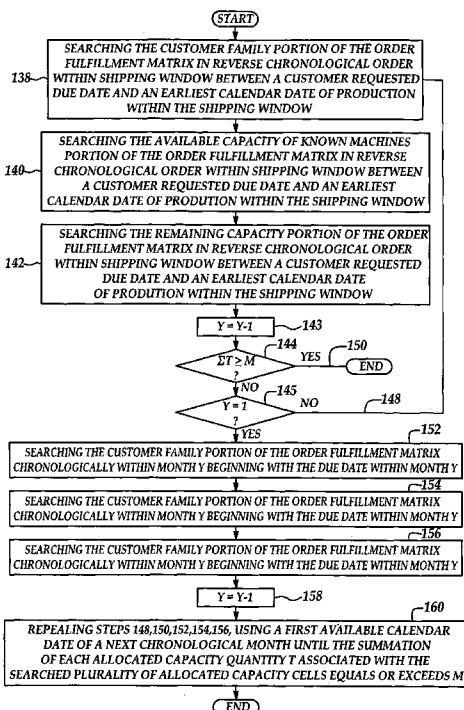 START
SEARCHING THE CUSTOMER FAMILY PORTION OF THE ORDER
FULFILLMENT MATRIX IN REVERSE CHRONOLOGICAL ORDER
138
WITHIN SHIPPING WINDOW BETWEEN A CUSTOMER REQUESTED
DUE DATE AND AN EARLIEST CALENDAR DATE OF PRODUCTION
WITHIN THE SHIPPING WINDOW
SEARCHING THE AVAILABLE CAPACITY OF KNOWN MACHINES
PORTION OF THE ORDER FULFILLMENT MATRIX IN REVERSE
140
CHRONOLOGICAL ORDER WITHIN SHIPPING WINDOW BETWEEN
A CUSTOMER REQUESTED DUE DATE AND AN EARLIEST
CALENDAR DATE OF PRODUTION WITHIN THE SHIPPING WINDOW
SEARCHING THE REMAINING CAPACITY PORTION OF THE ORDER
FULFILLMENT MATRIX IN REVERSE CHRONOLOGICAL ORDER
142
WITHIN SHIPPING WINDOW BETWEEN A CUSTOMER REQUESTED
DUE DATE AND AN EARLIEST CALENDAR DATE
OF PRODUTION WITHIN THE SHIPPING WINDOW
Y = Y-1
143
144
150
ΣT ≥ M
?
YES
END
NO
145
Y = 1
?
NO
148
YES
152
SEARCHING THE CUSTOMER FAMILY PORTION OF THE ORDER FULFILLMENT MATRIX
CHRONOLOGICALLY WITHIN MONTH Y BEGINNING WITH THE DUE DATE WITHIN MONTH Y
154
SEARCHING THE CUSTOMER FAMILY PORTION OF THE ORDER FULFILLMENT MATRIX
CHRONOLOGICALLY WITHIN MONTH Y BEGINNING WITH THE DUE DATE WITHIN MONTH Y
156
SEARCHING THE CUSTOMER FAMILY PORTION OF THE ORDER FULFILLMENT MATRIX
CHRONOLOGICALLY WITHIN MONTH Y BEGINNING WITH THE DUE DATE WITHIN MONTH Y
Y = Y-1
158
160
REPEALING STEPS 148,150,152,154,156, USING A FIRST AVAILABLE CALENDAR
DATE OF A NEXT CHRONOLOGICAL MONTH UNTIL THE SUMMATION
OF EACH ALLOCATED CAPACITY QUANTITY T ASSOCIATED WITH THE
SEARCHED PLURALITY OF ALLOCATED CAPACITY CELLS EQUALS OR EXCEEDS M
END